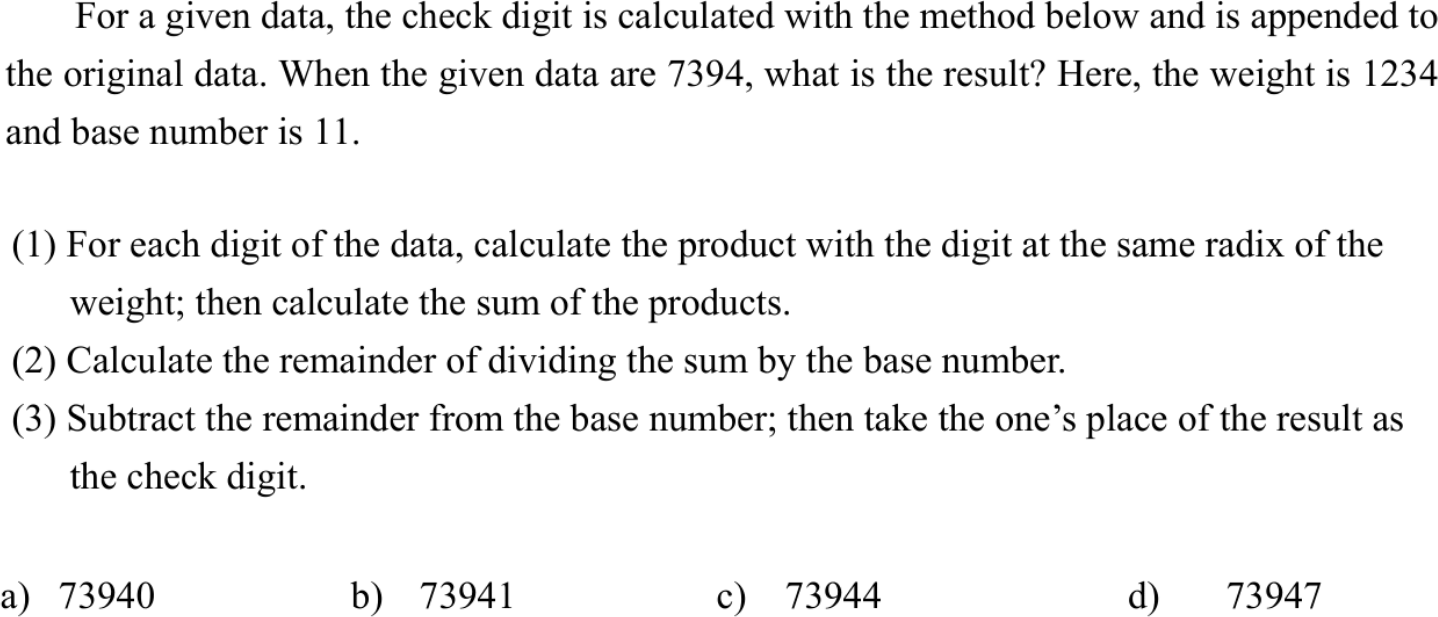 For a given data, the check digit is calculated with the method below and is appended to
the original data. When the given data are 7394, what is the result? Here, the weight is 1234
and base number is 11.
(1) For each digit of the data, calculate the product with the digit at the same radix of the
weight; then calculate the sum of the products.
(2) Calculate the remainder of dividing the sum by the base number.
(3) Subtract the remainder from the base number; then take the one’s place of the result as
the check digit.
a) 73940 b) 73941 c) 73944 d) 73947